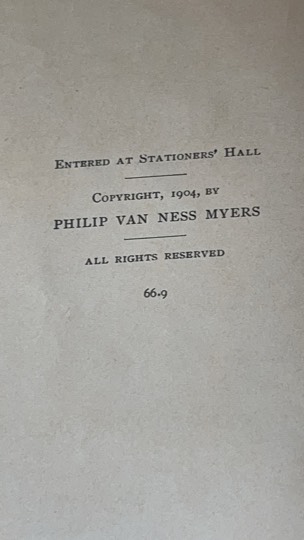 Entered at Stationers' Hall
Copyright, 1904, by
PHILIP VAN NESS MYERS
ALL RIGHTS RESERVED
66.9